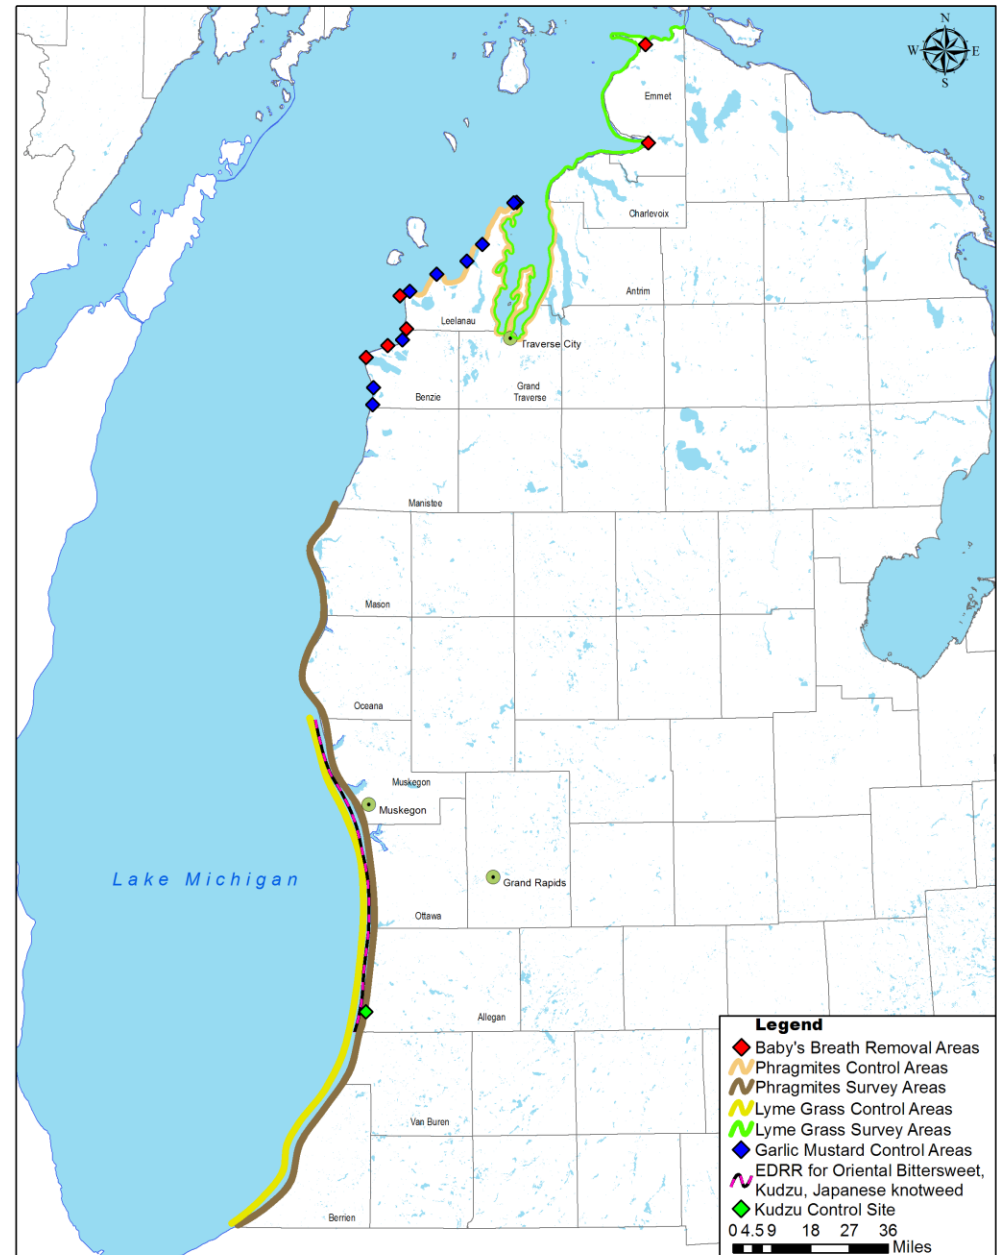 N
W E
S
Emmet
Charlevoix
Antrim
Leelanau
Traverse City
Benzie
Grand
Traverse
Manistee
Mason
Oceana
Muskegon
Muskegon
Lake Michigan
Grand Rapids
Ottawa
Allegan
Van Buren
Berrien
Legend
Baby's Breath Removal Areas
Phragmites Control Areas
Phragmites Survey Areas
Lyme Grass Control Areas
Lyme Grass Survey Areas
Garlic Mustard Control Areas
EDRR for Oriental Bittersweet,
Kudzu, Japanese knotweed
Kudzu Control Site
0 4.5 9 18 27 36
Miles